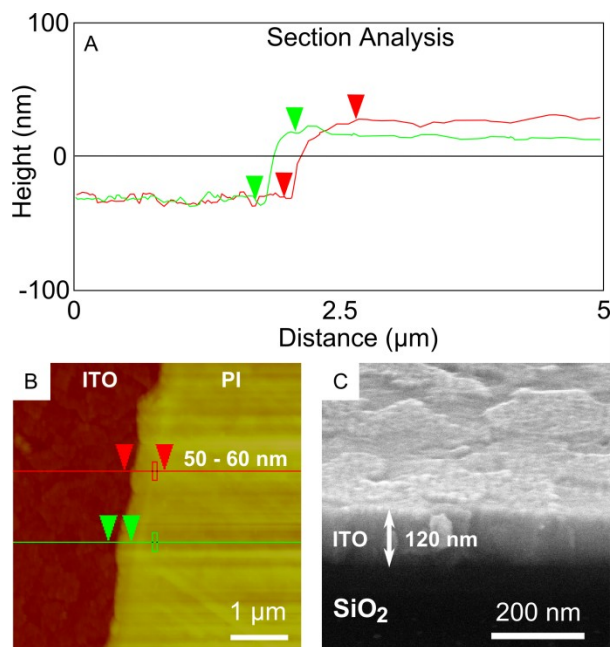 100
A
Section Analysis
Height (nm)
0
-100
0
2.5
5
Distance (µm)
B
ITO
PI
50 - 60 nm
1 µm
C
ITO
120 nm
SiO₂
200 nm